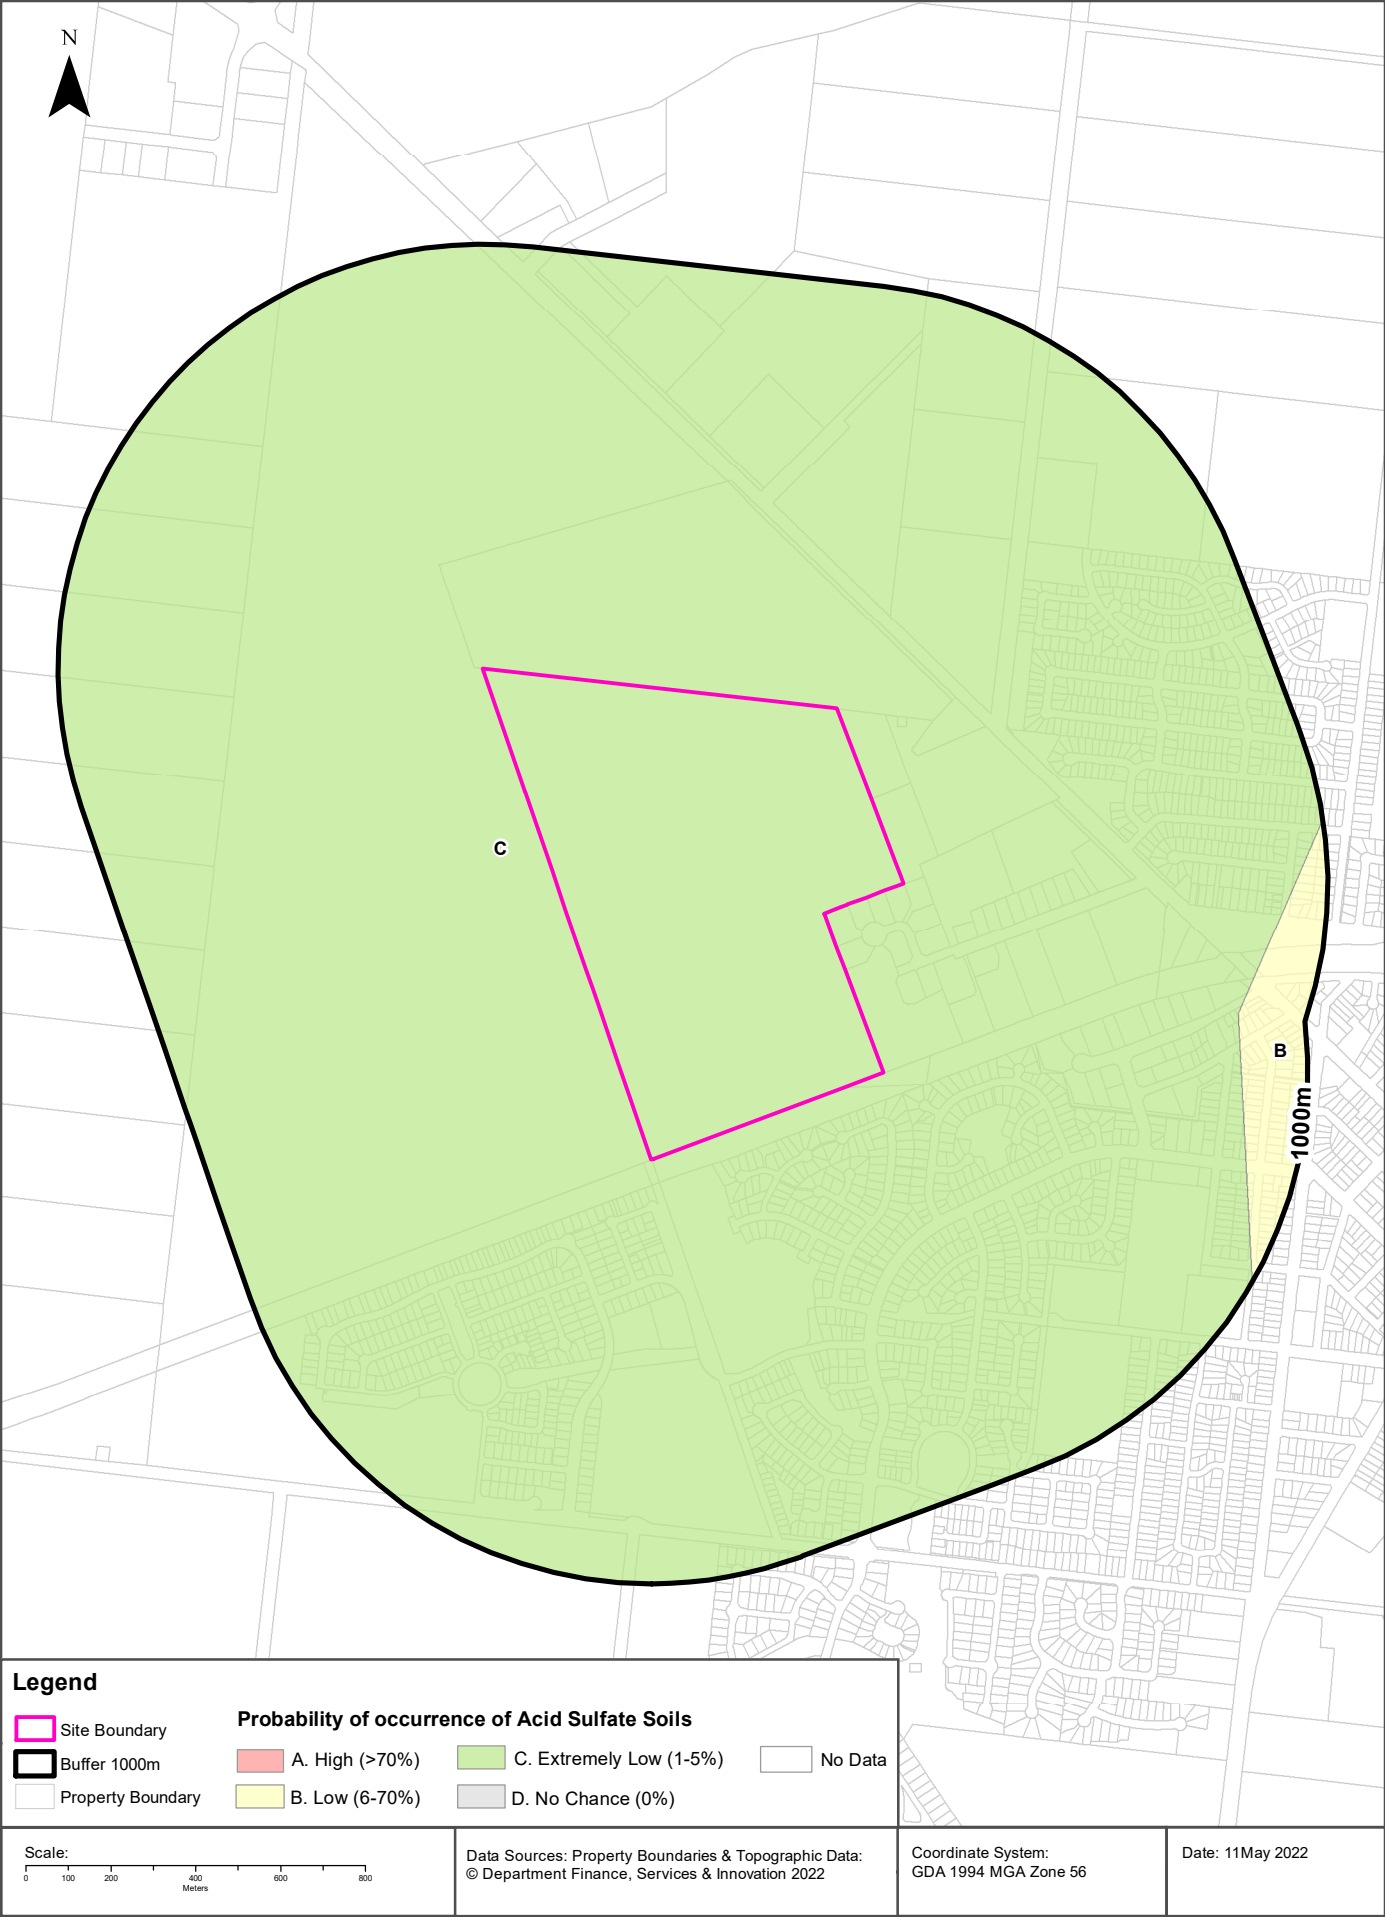 N
C
B
1000m
Legend
Site Boundary
Buffer 1000m
Property Boundary
Probability of occurrence of Acid Sulfate Soils
A. High (>70%)
B. Low (6-70%)
C. Extremely Low (1-5%)
D. No Chance (0%)
No Data
Scale:
0 100 200 400 600 800
Meters
Data Sources: Property Boundaries & Topographic Data:
© Department Finance, Services & Innovation 2022
Coordinate System:
GDA 1994 MGA Zone 56
Date: 11May 2022